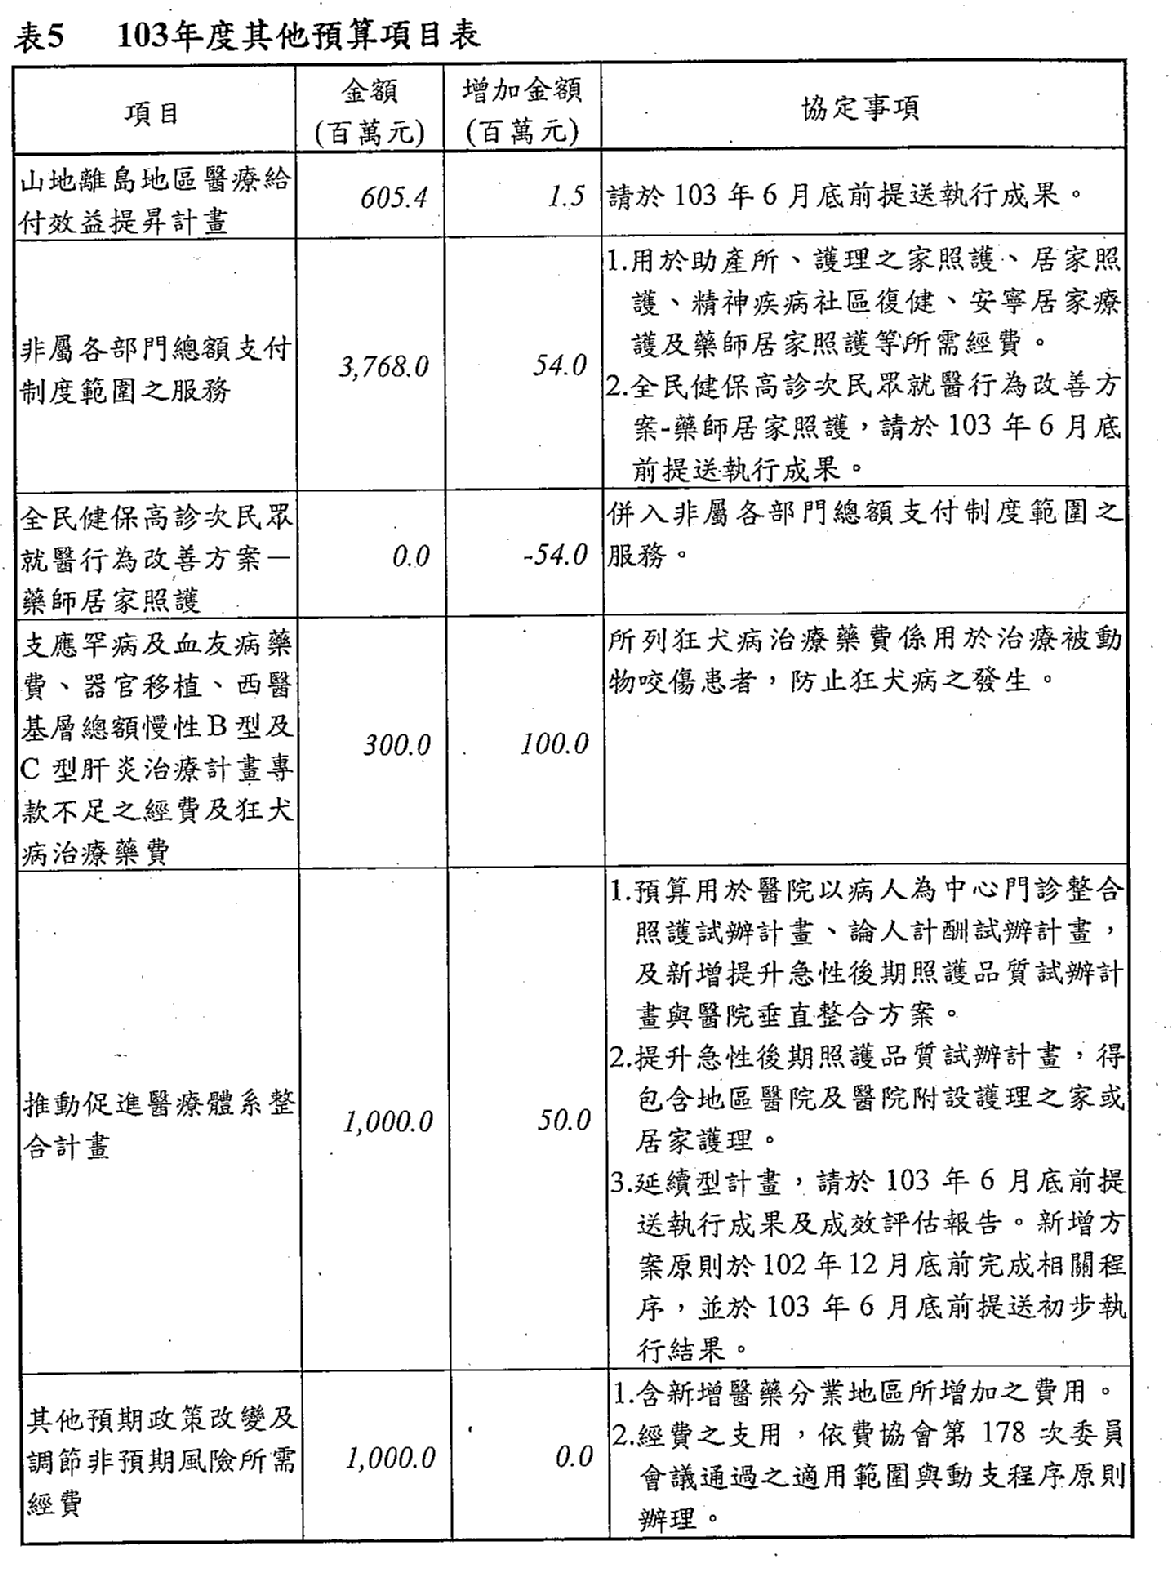 表5 103年度其他預算項目表
項目
金額
(百萬元)
增加金額
(百萬元)
協定事項
山地離島地區醫療給
付效益提昇計畫
605.4
1.5
請於 103 年 6 月底前提送執行成果。
非屬各部門總額支付
制度範圍之服務
3,768.0
54.0
1.用於助產所、護理之家照護、居家照
護、精神疾病社區復健、安寧居家療
護及藥師居家照護等所需經費。
2.全民健保高診次民眾就醫行為改善方
案-藥師居家照護，請於 103 年 6 月底
前提送執行成果。
全民健保高診次民眾
就醫行為改善方案－
藥師居家照護
0.0
-54.0
併入非屬各部門總額支付制度範圍之
服務。
支應罕病及血友病藥
費、器官移植、西醫
基層總額慢性B型及
C 型肝炎治療計畫專
款不足之經費及狂犬
病治療藥費
300.0
100.0
所列狂犬病治療藥費係用於治療被動
物咬傷患者，防止狂犬病之發生。
推動促進醫療體系整
合計畫
1,000.0
50.0
1.預算用於醫院以病人為中心門診整合
照護試辦計畫、論人計酬試辦計畫，
及新增提升急性後期照護品質試辦計
畫與醫院垂直整合方案。
2.提升急性後期照護品質試辦計畫，得
包含地區醫院及醫院附設護理之家或
居家護理。
3.延續型計畫，請於 103 年 6 月底前提
送執行成果及成效評估報告。新增方
案原則於 102 年 12 月底前完成相關程
序，並於 103 年 6 月底前提送初步執
行結果。
其他預期政策改變及
調節非預期風險所需
經費
1,000.0
0.0
1.含新增醫藥分業地區所增加之費用。
2.經費之支用，依費協會第 178 次委員
會議通過之適用範圍與動支程序原則
辦理。